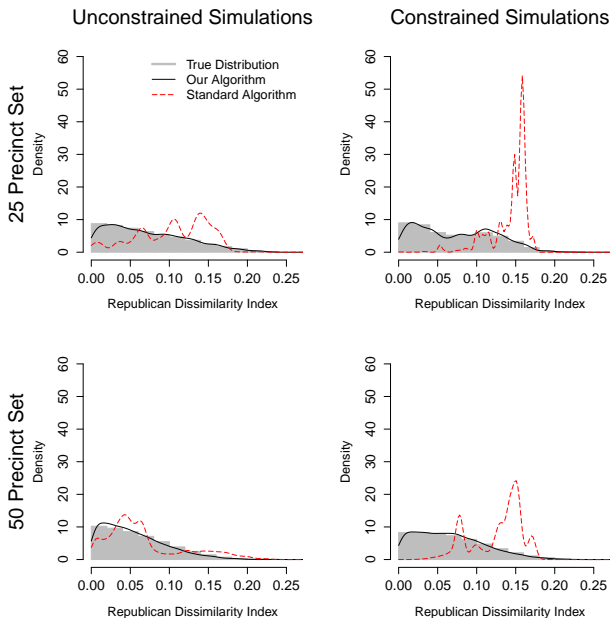 Unconstrained Simulations
Constrained Simulations
25 Precinct Set
Density
60
50
40
30
20
10
0
True Distribution
Our Algorithm
Standard Algorithm
0.00 0.05 0.10 0.15 0.20 0.25
Republican Dissimilarity Index
Density
60
50
40
30
20
10
0
0.00 0.05 0.10 0.15 0.20 0.25
Republican Dissimilarity Index
50 Precinct Set
Density
60
50
40
30
20
10
0
0.00 0.05 0.10 0.15 0.20 0.25
Republican Dissimilarity Index
Density
60
50
40
30
20
10
0
0.00 0.05 0.10 0.15 0.20 0.25
Republican Dissimilarity Index